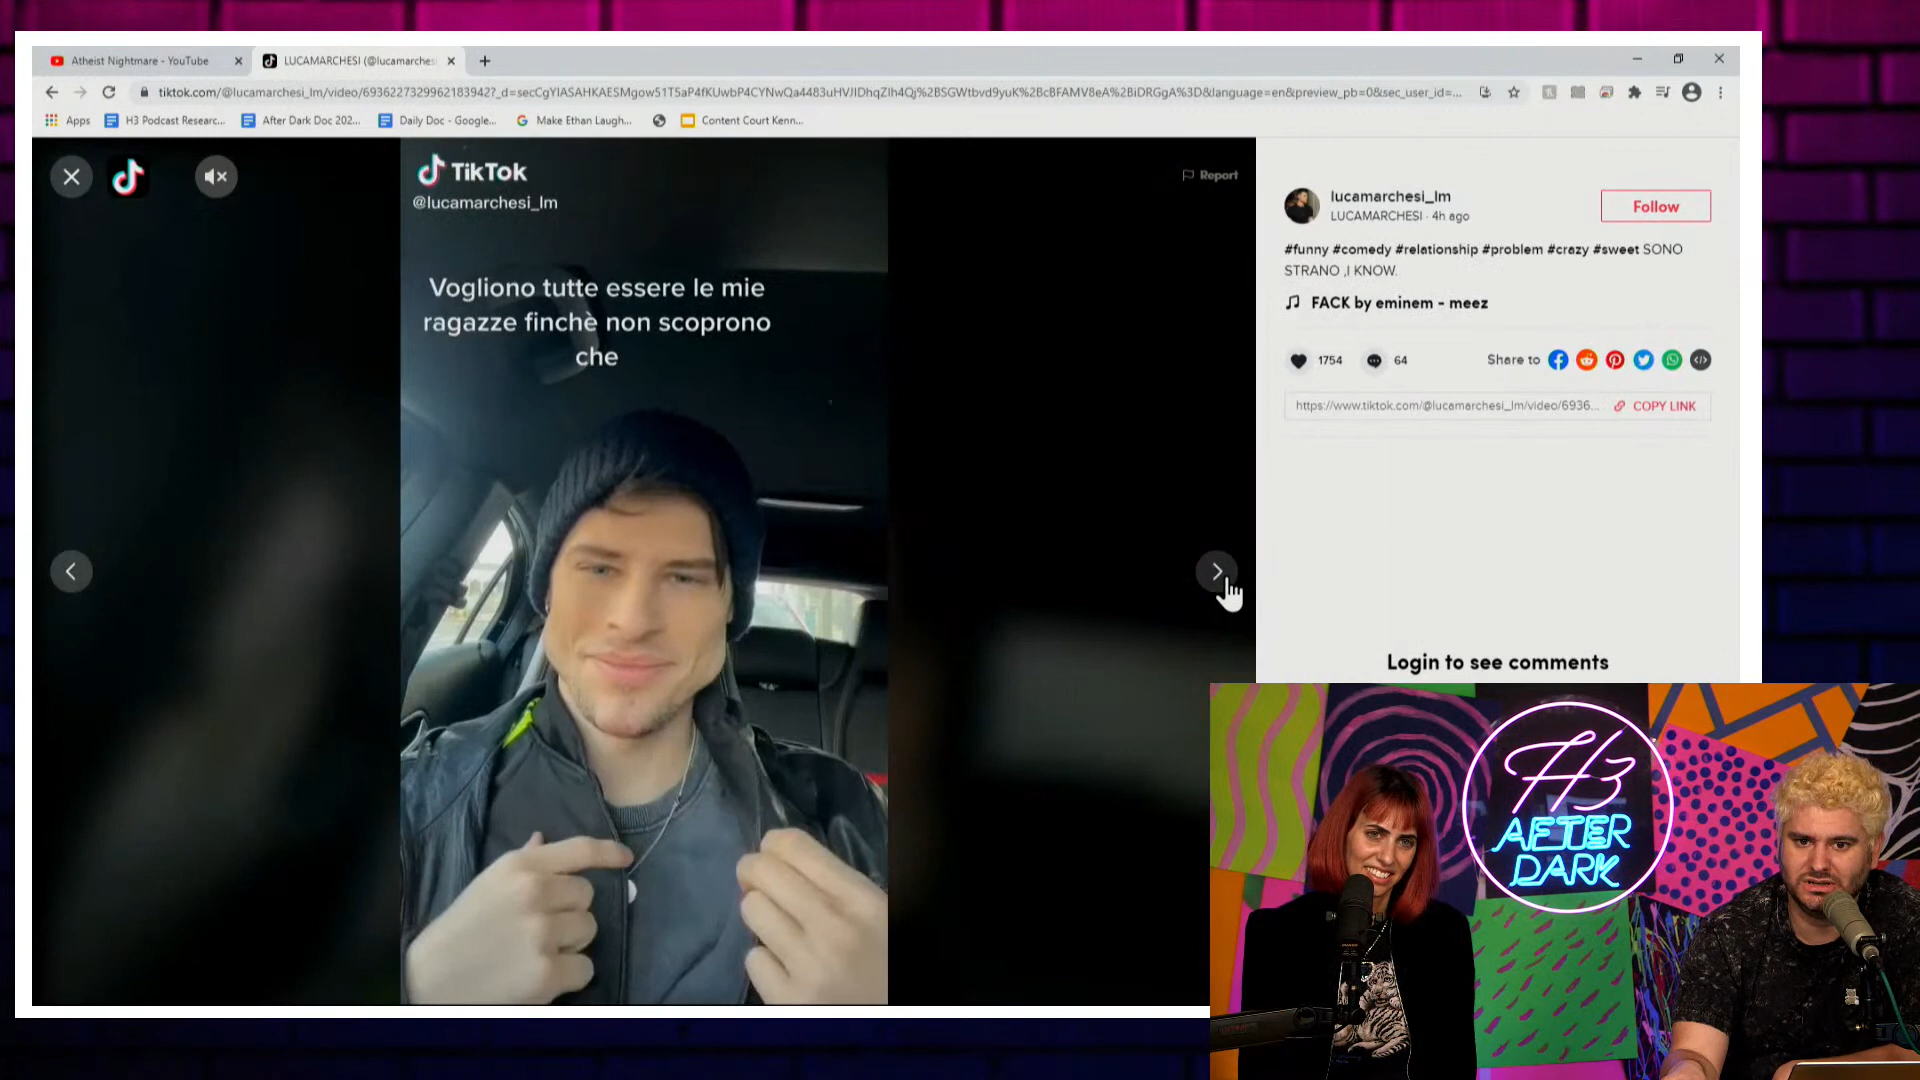 Atheist Nightmare - YouTube
LUCAMARCHESI (@lucamarches
tiktok.com/@lucamarchesi_lm/video/6936227329962183942?_d=secCgYIASAHKAESMgow51T5aP4fKUwbP4CYNwQa4483uHVJIDhqZIh4Qj%2BSGWtbvd9yuK%2BcBFAMV8eA%2BiDRGgA%3D&language=en&preview_pb=0&sec_user_id=...
Apps
H3 Podcast Researc...
After Dark Doc 202...
Daily Doc - Google...
Make Ethan Laugh...
Content Court Kenn...
TikTok
@lucamarchesi_lm
Report
Vogliono tutte essere le mie
ragazze finchè non scoprono
che
lucamarchesi_lm
LUCAMARCHESI · 4h ago
Follow
#funny #comedy #relationship #problem #crazy #sweet SONO
STRANO ,I KNOW.
FACK by eminem - meez
1754
64
Share to
https://www.tiktok.com/@lucamarchesi_lm/video/6936...
COPY LINK
Login to see comments
H3
AFTER
DARK